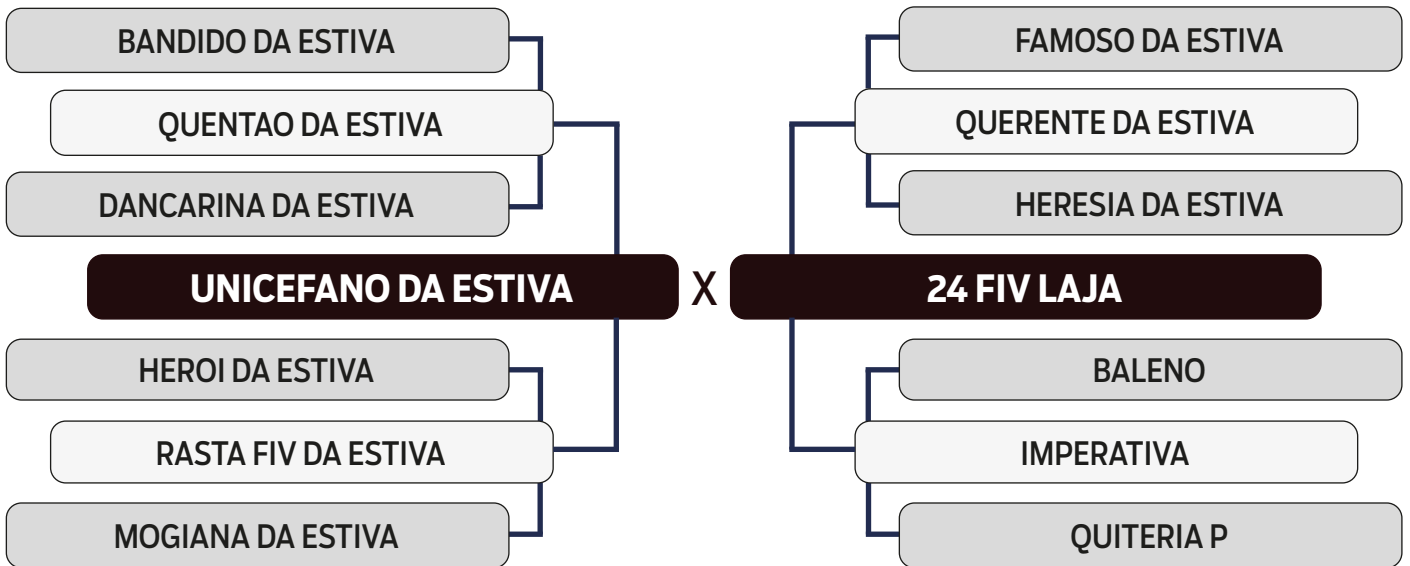 BANDIDO DA ESTIVA
FAMOSO DA ESTIVA
QUENTAO DA ESTIVA
QUERENTE DA ESTIVA
DANCARINA DA ESTIVA
HERESIA DA ESTIVA
UNICEFANO DA ESTIVA X 24 FIV LAJA
HEROI DA ESTIVA
BALENO
RASTA FIV DA ESTIVA
IMPERATIVA
MOGIANA DA ESTIVA
QUITERIA P